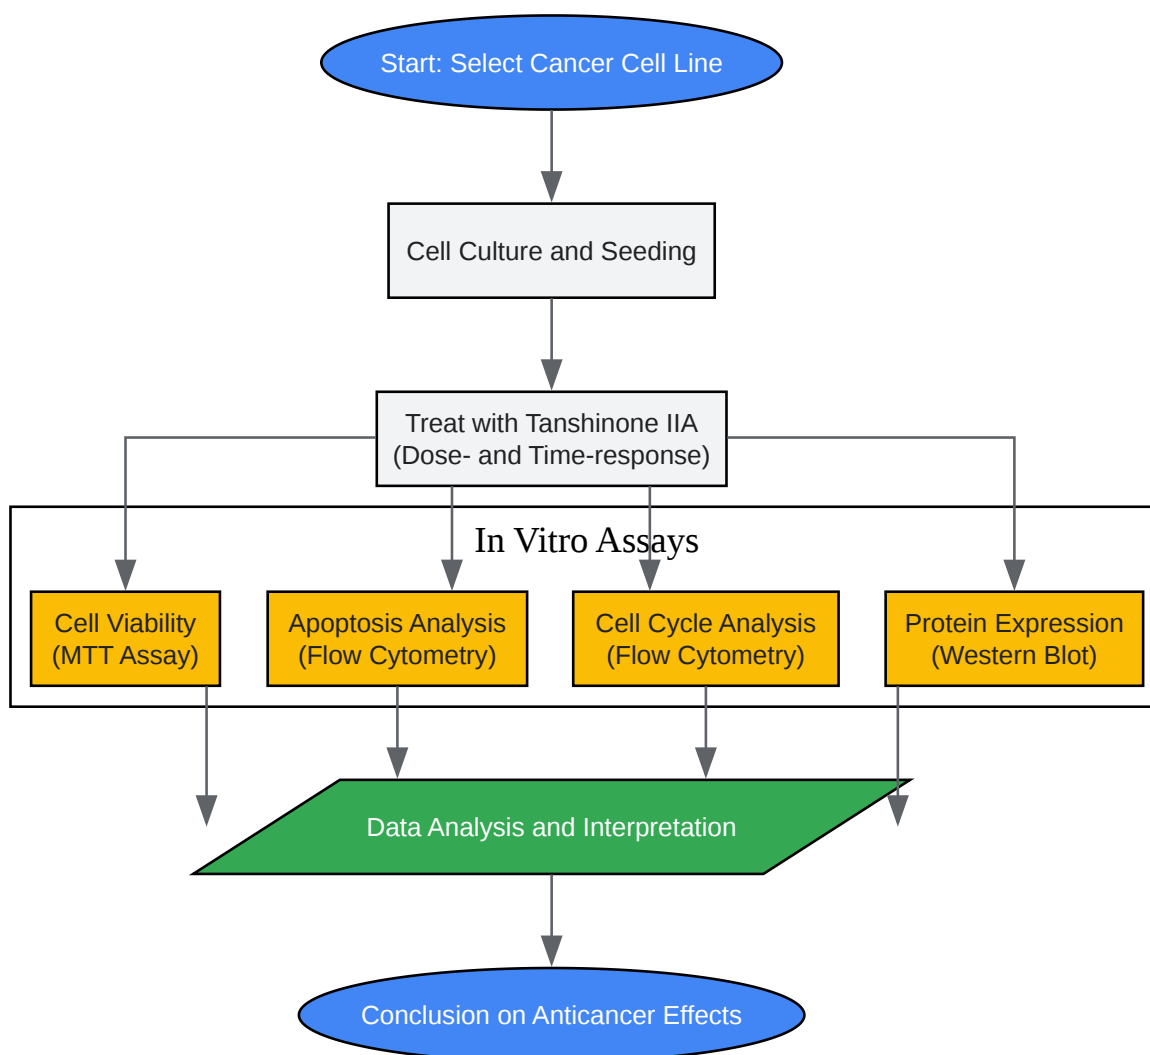 Start: Select Cancer Cell Line
Cell Culture and Seeding
Treat with Tanshinone IIA
(Dose- and Time-response)
In Vitro Assays
Cell Viability
(MTT Assay)
Apoptosis Analysis
(Flow Cytometry)
Cell Cycle Analysis
(Flow Cytometry)
Protein Expression
(Western Blot)
Data Analysis and Interpretation
Conclusion on Anticancer Effects